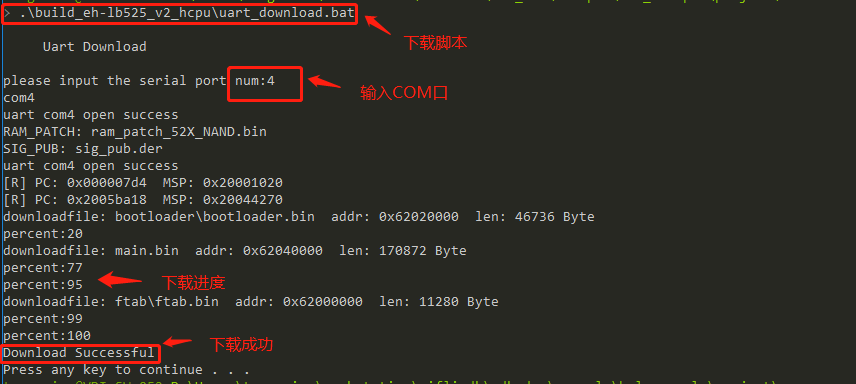 > .\build_eh-lb525_v2_hcpu\uart_download.bat
下载脚本
Uart Download
please input the serial port num:4
输入COM口
com4
uart com4 open success
RAM_PATCH: ram_patch_52X_NAND.bin
SIG_PUB: sig_pub.der
uart com4 open success
[R] PC: 0x000007d4  MSP: 0x20001020
[R] PC: 0x2005ba18  MSP: 0x20044270
downloadfile: bootloader\bootloader.bin  addr: 0x62020000  len: 46736 Byte
percent:20
downloadfile: main.bin  addr: 0x62040000  len: 170872 Byte
percent:77
percent:95
下载进度
downloadfile: ftab\ftab.bin  addr: 0x62000000  len: 11280 Byte
percent:99
percent:100
下载成功
Download Successful
Press any key to continue . . .